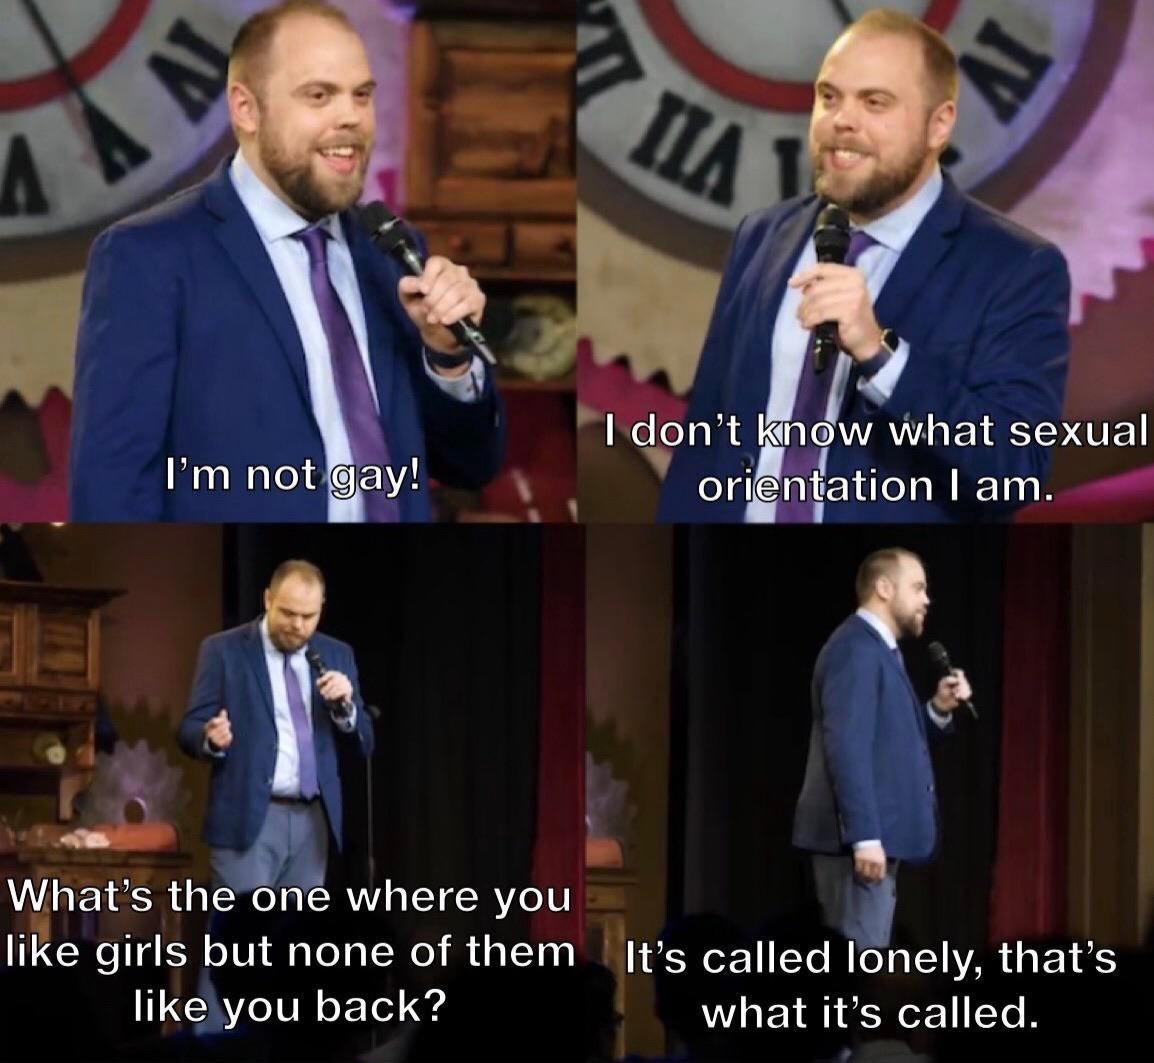 I'm not gay!
I don't know what sexual
orientation I am.
What's the one where you
like girls but none of them
like you back?
It's called lonely, that's
what it's called.